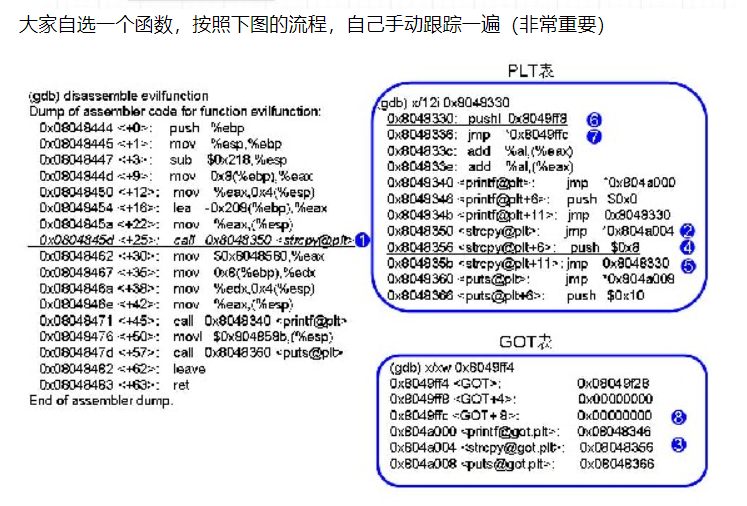 大家自选一个函数，按照下图的流程，自己手动跟踪一遍（非常重要）
(gdb) disassemble evilfunction
Dump of assembler code for function evilfunction:
0x08048444 <+0>: push %ebp
0x08048445 <+1>: mov %esp,%ebp
0x08048447 <+3>: sub $0x218,%esp
0x0804844d <+9>: mov 0x8(%ebp),%eax
0x08048450 <+12>: mov %eax,0x4(%esp)
0x08048454 <+16>: lea -0x208(%ebp),%eax
0x0804845a <+22>: mov %eax,(%esp)
0x0804845d <+25>: call 0x8048350 <strcpy@plt> 1
0x08048462 <+30>: mov $0x8048580,%eax
0x08048467 <+35>: mov 0x8(%ebp),%edx
0x0804846a <+38>: mov %edx,0x4(%esp)
0x0804846e <+42>: mov %eax,(%esp)
0x08048471 <+45>: call 0x8048340 <printf@plt>
0x08048476 <+50>: movl $0x804859b,(%esp)
0x0804847d <+57>: call 0x8048360 <puts@plt>
0x08048482 <+62>: leave
0x08048483 <+63>: ret
End of assembler dump.
PLT表
(gdb) x/12i 0x8048330
0x8048330: pushl 0x8049ff8 6
0x8048336: jmp *0x8049ffc 7
0x804833c: add %al,(%eax)
0x804833e: add %al,(%eax)
0x8048340 <printf@plt>: jmp *0x804a000
0x8048346 <printf@plt+6>: push $0x0
0x804834b <printf@plt+11>: jmp 0x8048330
0x8048350 <strcpy@plt>: jmp *0x804a004 2
0x8048356 <strcpy@plt+6>: push $0x8 4
0x804835b <strcpy@plt+11>: jmp 0x8048330 5
0x8048360 <puts@plt>: jmp *0x804a008
0x8048366 <puts@plt+6>: push $0x10
GOT表
(gdb) x/xw 0x8049ff4
0x8049ff4 <GOT>: 0x08049f28
0x8049ff8 <GOT+4>: 0x00000000
0x8049ffc <GOT+8>: 0x00000000 8
0x804a000 <printf@got.plt>: 0x08048346
0x804a004 <strcpy@got.plt>: 0x08048356 3
0x804a008 <puts@got.plt>: 0x08048366